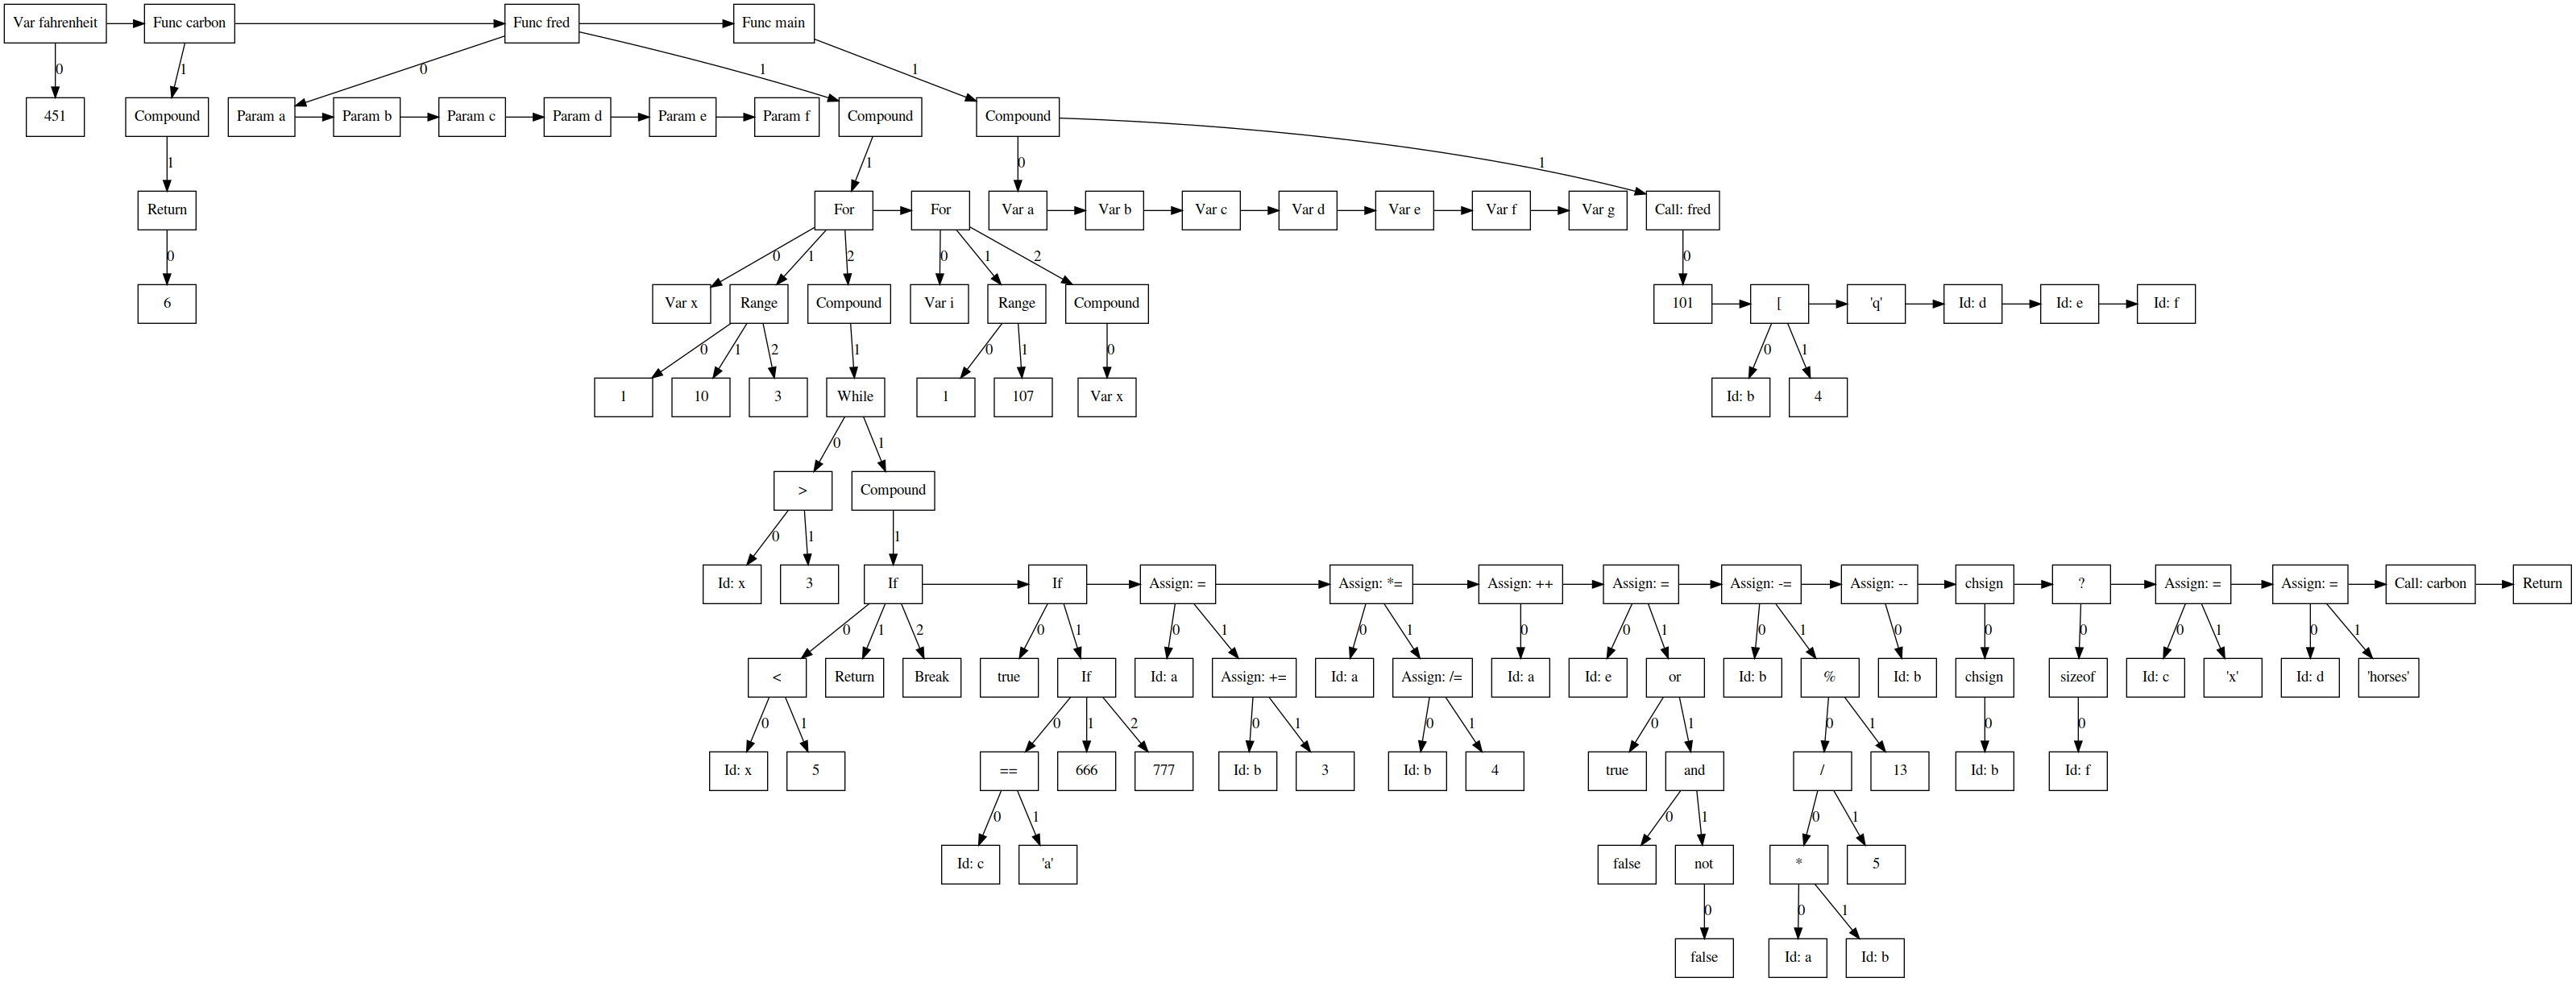 Var fahrenheit
Func carbon
Func fred
Func main
0
1
0
1
1
451
Compound
Param a
Param b
Param c
Param d
Param e
Param f
Compound
Compound
1
1
0
1
Return
For
For
Var a
Var b
Var c
Var d
Var e
Var f
Var g
Call: fred
0
0
1
2
0
1
2
0
6
Var x
Range
Compound
Var i
Range
Compound
101
[
'q'
Id: d
Id: e
Id: f
0
1
2
1
0
1
0
0
1
1
10
3
While
1
107
Var x
Id: b
4
0
1
>
Compound
0
1
1
Id: x
3
If
If
Assign: =
Assign: *=
Assign: ++
Assign: =
Assign: -=
Assign: --
chsign
?
Assign: =
Assign: =
Call: carbon
Return
0
1
2
0
1
0
1
0
1
0
0
1
0
1
0
0
0
0
1
0
1
<
Return
Break
true
If
Id: a
Assign: +=
Id: a
Assign: /=
Id: a
Id: e
or
Id: b
%
Id: b
chsign
sizeof
Id: c
'x'
Id: d
'horses'
0
1
0
1
2
0
1
0
1
0
1
0
1
0
0
Id: x
5
==
666
777
Id: b
3
Id: b
4
true
and
/
13
Id: b
Id: f
0
1
0
1
0
1
Id: c
'a'
false
not
*
5
0
0
1
false
Id: a
Id: b